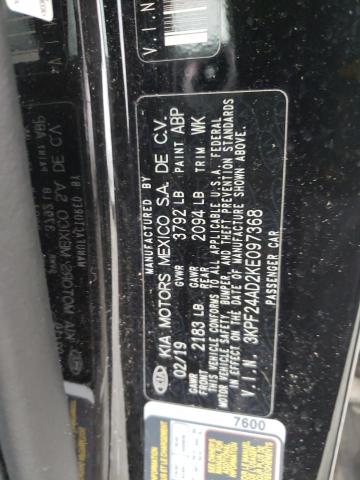 MANUFACTURED BY
KIA KIA MOTORS MEXICO S.A. DE C.V.
02/19 GVWR 3792 LB PAINT ABP
GAWR FRONT 2183 LB GAWR REAR 2094 LB TRIM WK
THIS VEHICLE CONFORMS TO ALL APPLICABLE U.S.A. FEDERAL
MOTOR VEHICLE SAFETY, BUMPER, AND THEFT PREVENTION STANDARDS
IN EFFECT ON THE DATE OF MANUFACTURE SHOWN ABOVE.
V.I.N. 3KPF24AD2KE097368
PASSENGER CAR
7600
V.I.N